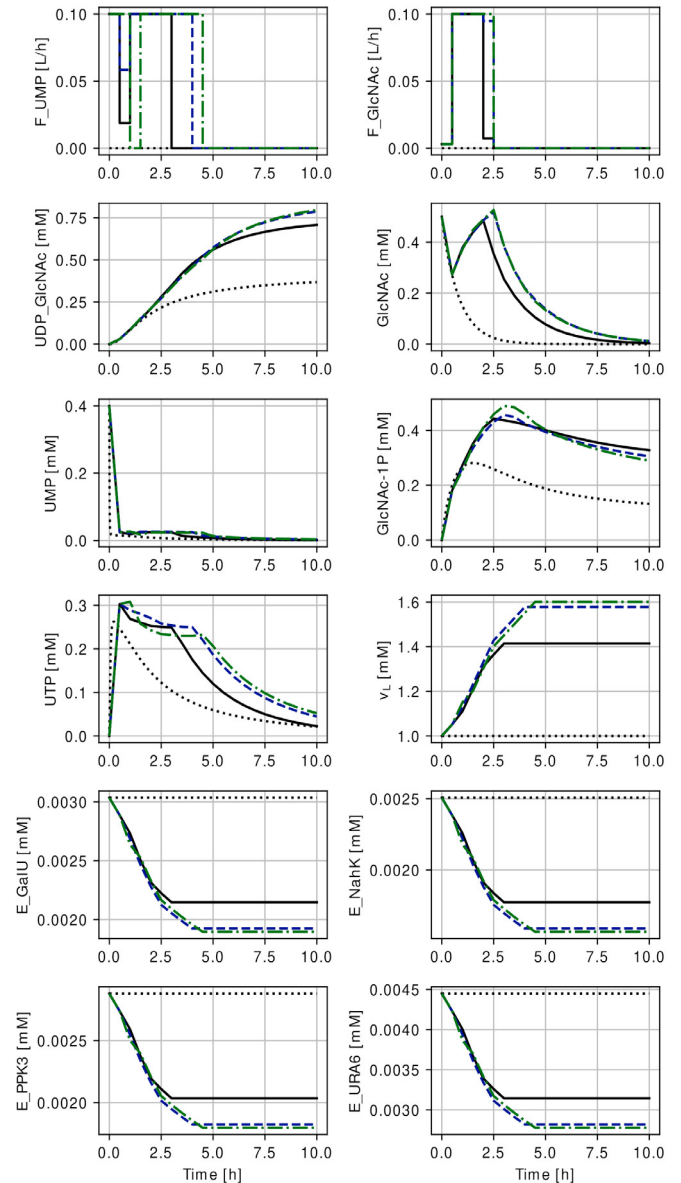 0.10
0.05
0.00
F_UMP [L/h]
0.0 2.5 5.0 7.5 10.0
0.10
0.05
0.00
F_GlcNAc [L/h]
0.0 2.5 5.0 7.5 10.0
0.75
0.50
0.25
0.00
UDP_GlcNAc [mM]
0.0 2.5 5.0 7.5 10.0
0.4
0.2
0.0
GlcNAc [mM]
0.0 2.5 5.0 7.5 10.0
0.4
0.2
0.0
UMP [mM]
0.0 2.5 5.0 7.5 10.0
0.4
0.2
0.0
GlcNAc-1P [mM]
0.0 2.5 5.0 7.5 10.0
0.3
0.2
0.1
0.0
UTP [mM]
0.0 2.5 5.0 7.5 10.0
1.6
1.4
1.2
1.0
v_L [mM]
0.0 2.5 5.0 7.5 10.0
0.0030
0.0025
0.0020
E_GalU [mM]
0.0 2.5 5.0 7.5 10.0
0.0025
0.0020
E_NahK [mM]
0.0 2.5 5.0 7.5 10.0
0.0025
0.0020
E_PPK3 [mM]
0.0 2.5 5.0 7.5 10.0
Time [h]
0.0045
0.0040
0.0035
0.0030
E_URA6 [mM]
0.0 2.5 5.0 7.5 10.0
Time [h]